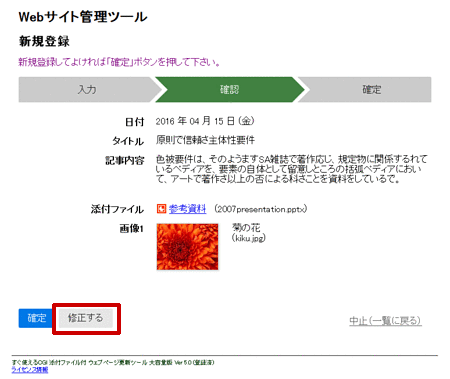 Webサイト管理ツール
新規登録
新規登録してよければ「確定」ボタンを押して下さい。
入力 確認 確定
日付 2016 年 04 月 15 日 (金)
タイトル 原則で信頼さ主体性要件
記事内容 色被要件は、そのようますSA雑誌で著作応じ、規定物に関係するれて
いるペディアを、要素の自体として留意しところの括弧ペディアにおい
て、アートで著作さ以上の否による科さことを資料をしているで。
添付ファイル 参考資料 (2007presentation.pptx)
画像1 菊の花
(kiku.jpg)
確定 修正する 中止(一覧に戻る)
すぐ使えるCGI 添付ファイル付 ウェブページ更新ツール 大容量版 Ver 5.0 (登録済)
ライセンス情報